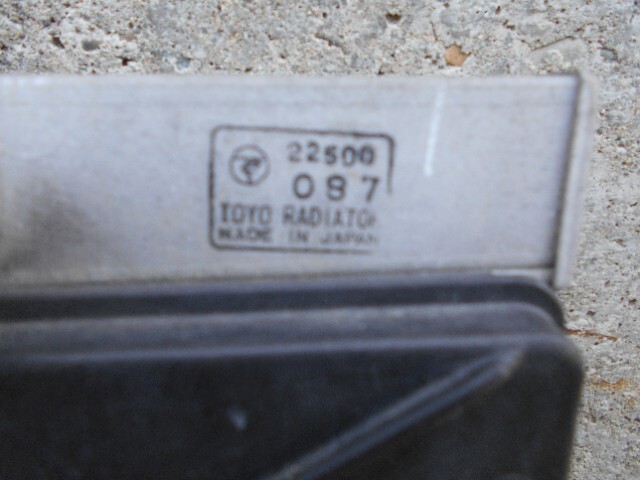 22500
087
TOYO RADIATOR
MADE IN JAPAN